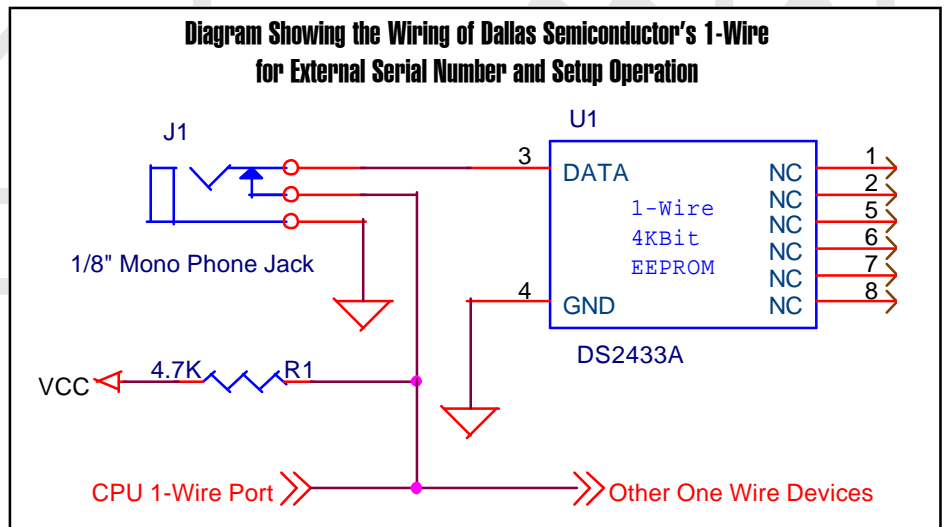 Diagram Showing the Wiring of Dallas Semiconductor's 1-Wire
for External Serial Number and Setup Operation
J1
U1
3
DATA
1-Wire
4KBit
EEPROM
NC
1
NC
2
NC
5
NC
6
NC
7
NC
8
1/8" Mono Phone Jack
4
GND
DS2433A
VCC
4.7K
R1
CPU 1-Wire Port
Other One Wire Devices